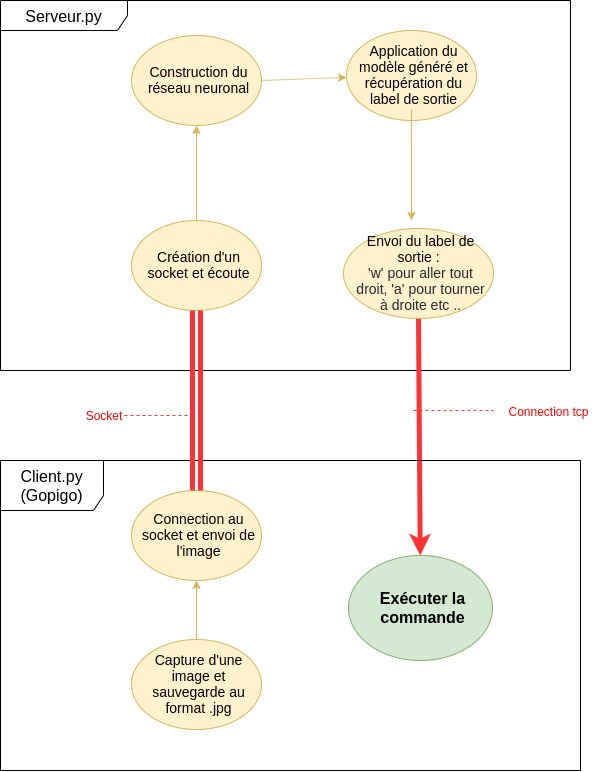 Serveur.py
Construction du
réseau neuronal
Application du
modèle généré et
récupération du
label de sortie
Création d'un
socket et écoute
Envoi du label de
sortie :
'w' pour aller tout
droit, 'a' pour tourner
à droite etc ..
Socket
Connection tcp
Client.py
(Gopigo)
Connection au
socket et envoi de
l'image
Exécuter la
commande
Capture d'une
image et
sauvegarde au
format .jpg